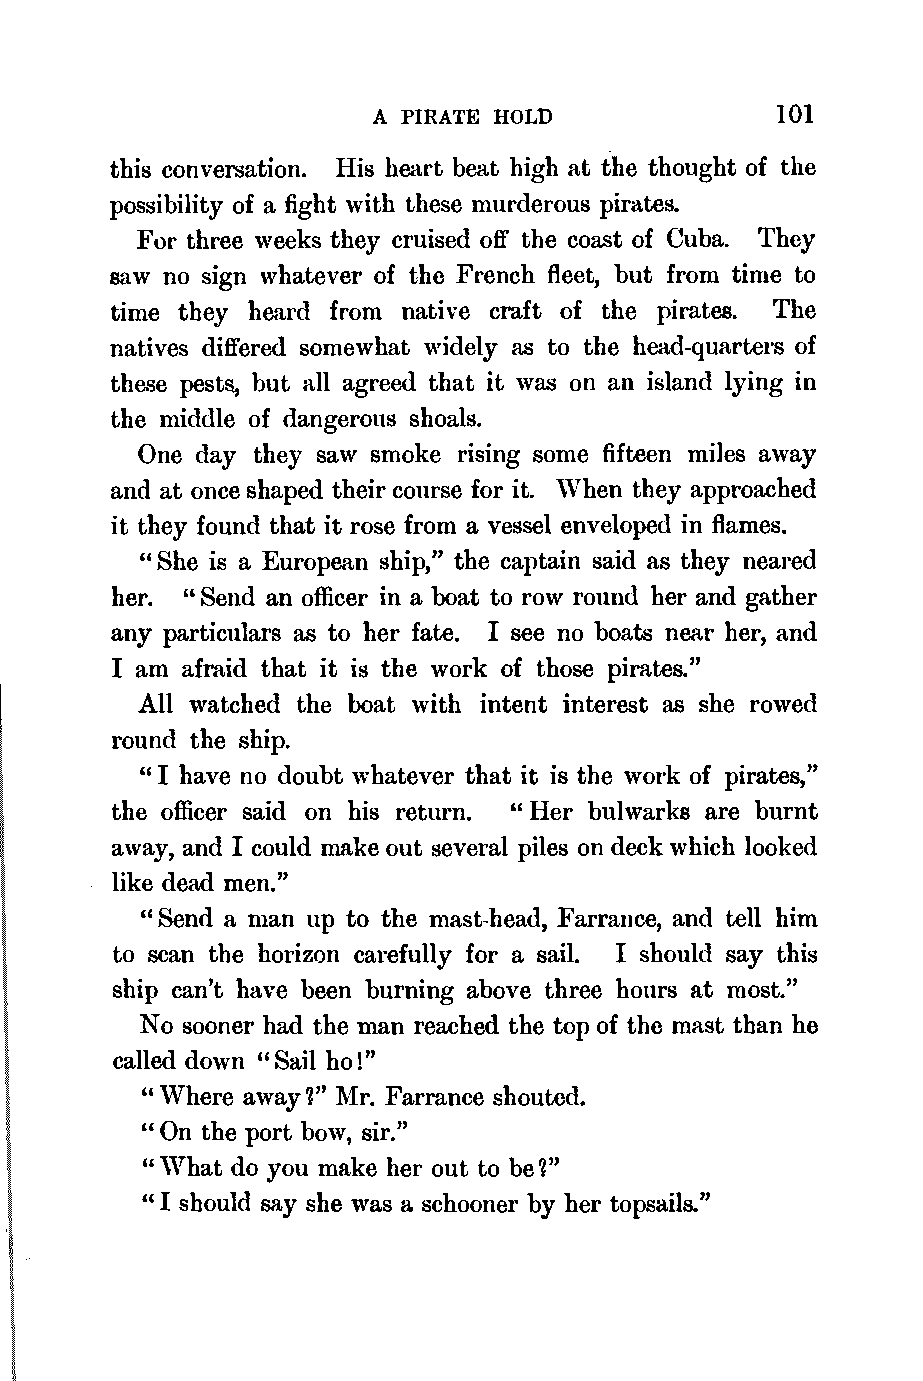 A PIRATE HOLD 101
this conversation. His heart beat high at the thought of the
possibility of a fight with these murderous pirates.
For three weeks they cruised off the coast of Cuba. They
saw no sign whatever of the French fleet, but from time to
time they heard from native craft of the pirates. The
natives differed somewhat widely as to the head-quarters of
these pests, but all agreed that it was on an island lying in
the middle of dangerous shoals.
One day they saw smoke rising some fifteen miles away
and at once shaped their course for it. When they approached
it they found that it rose from a vessel enveloped in flames.
"She is a European ship," the captain said as they neared
her. "Send an officer in a boat to row round her and gather
any particulars as to her fate. I see no boats near her, and
I am afraid that it is the work of those pirates."
All watched the boat with intent interest as she rowed
round the ship.
"I have no doubt whatever that it is the work of pirates,"
the officer said on his return. "Her bulwarks are burnt
away, and I could make out several piles on deck which looked
like dead men."
"Send a man up to the mast-head, Farrance, and tell him
to scan the horizon carefully for a sail. I should say this
ship can't have been burning above three hours at most."
No sooner had the man reached the top of the mast than he
called down "Sail ho!"
"Where away?" Mr. Farrance shouted.
"On the port bow, sir."
"What do you make her out to be?"
"I should say she was a schooner by her topsails."